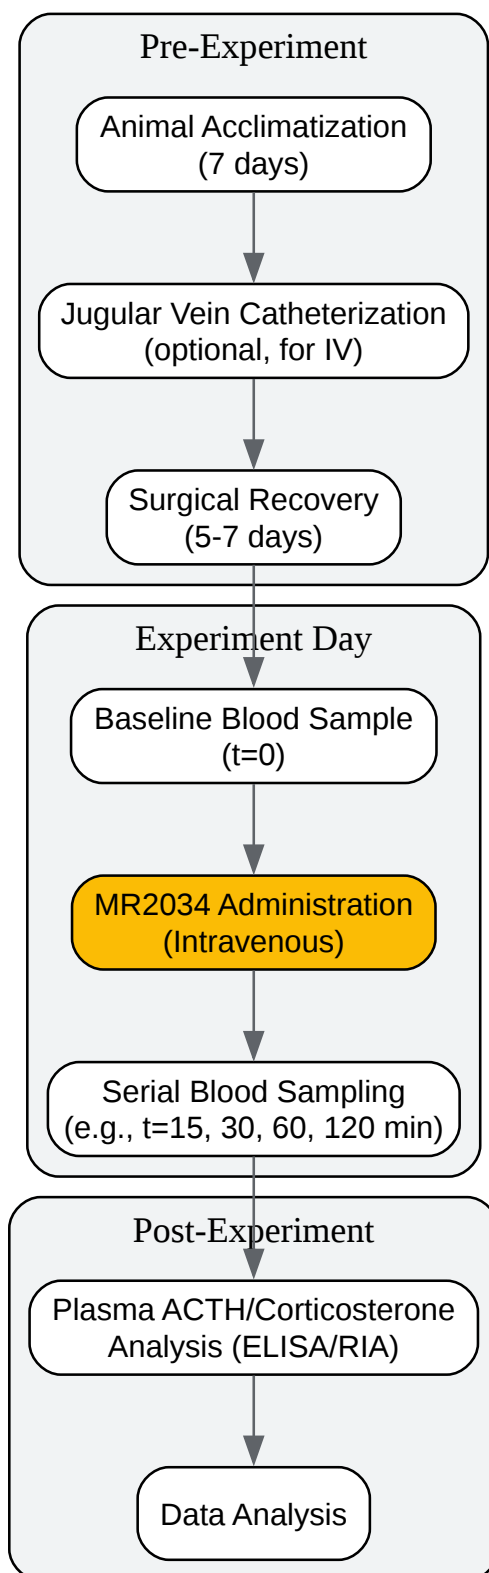 Pre-Experiment
Animal Acclimatization
(7 days)
Jugular Vein Catheterization
(optional, for IV)
Surgical Recovery
(5-7 days)
Experiment Day
Baseline Blood Sample
(t=0)
MR2034 Administration
(Intravenous)
Serial Blood Sampling
(e.g., t=15, 30, 60, 120 min)
Post-Experiment
Plasma ACTH/Corticosterone
Analysis (ELISA/RIA)
Data Analysis